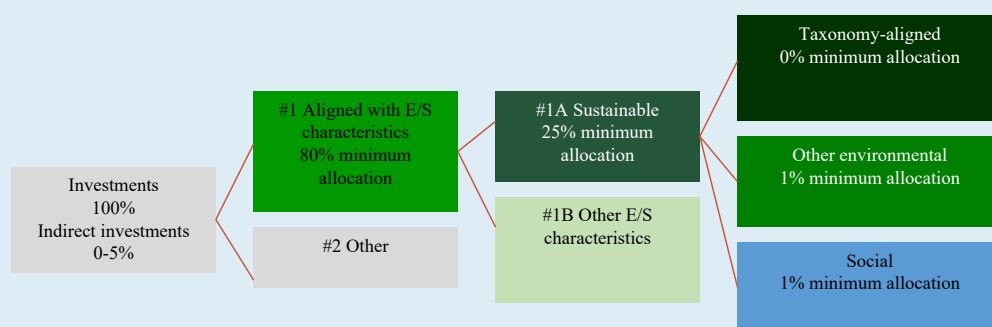 Investments
100%
Indirect investments
0-5%
#1 Aligned with E/S
characteristics
80% minimum
allocation
#2 Other
#1A Sustainable
25% minimum
allocation
#1B Other E/S
characteristics
Taxonomy-aligned
0% minimum allocation
Other environmental
1% minimum allocation
Social
1% minimum allocation